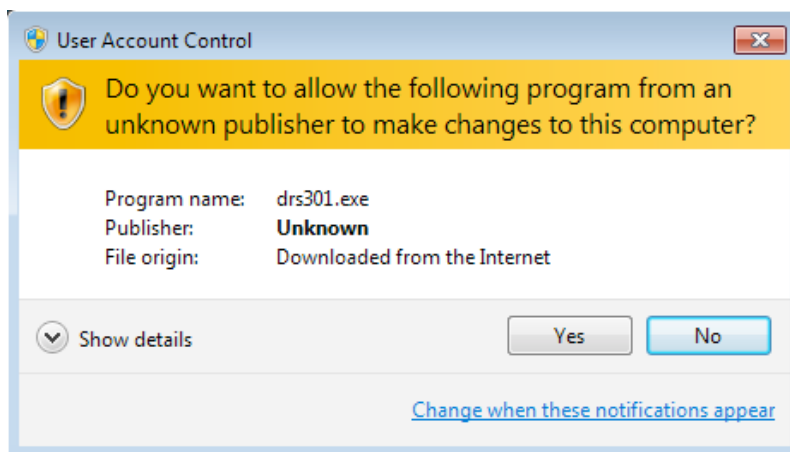 User Account Control
Do you want to allow the following program from an
unknown publisher to make changes to this computer?
Program name: drs301.exe
Publisher: Unknown
File origin: Downloaded from the Internet
Show details Yes No
Change when these notifications appear